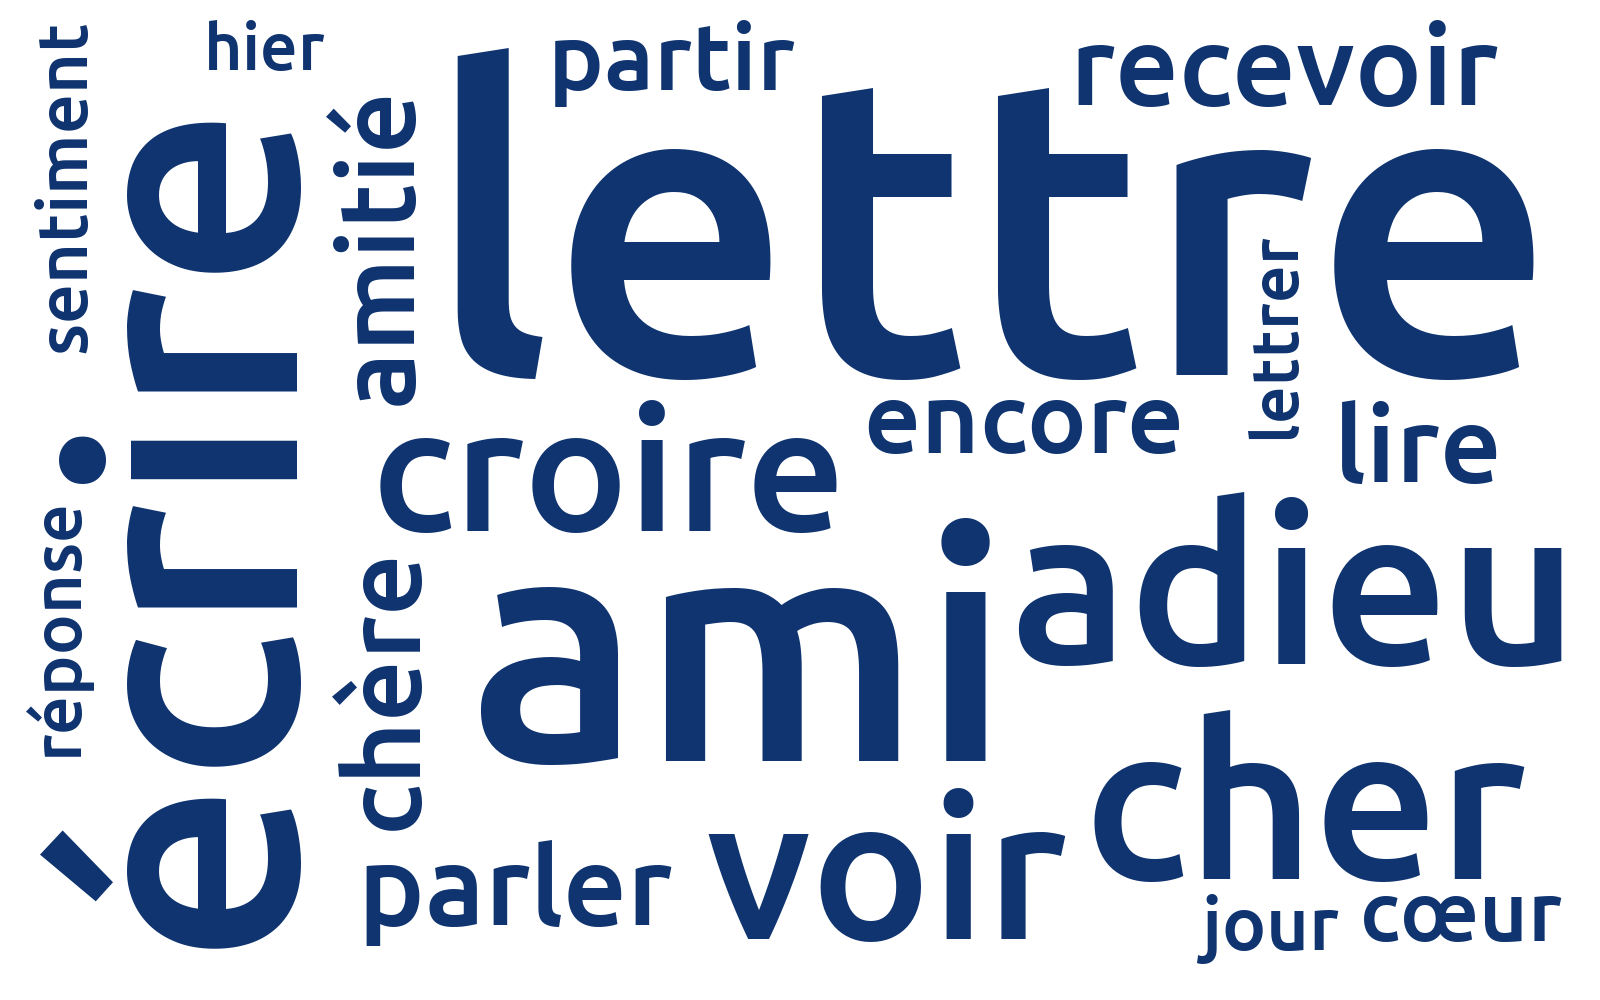 hier
partir
recevoir
sentiment
amitié
lettre
écrire
lettrer
encore
lire
croire
réponse
chère
ami
adieu
cher
voir
parler
jour
cœur